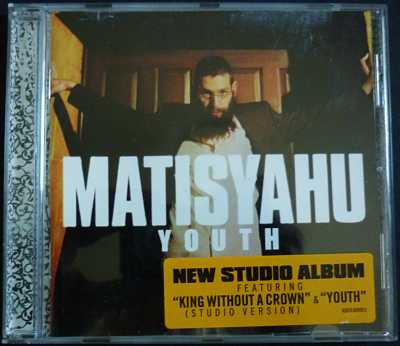 MATISYAHU
YOUTH
NEW STUDIO ALBUM
FEATURING
"KING WITHOUT A CROWN" & "YOUTH"
(STUDIO VERSION)